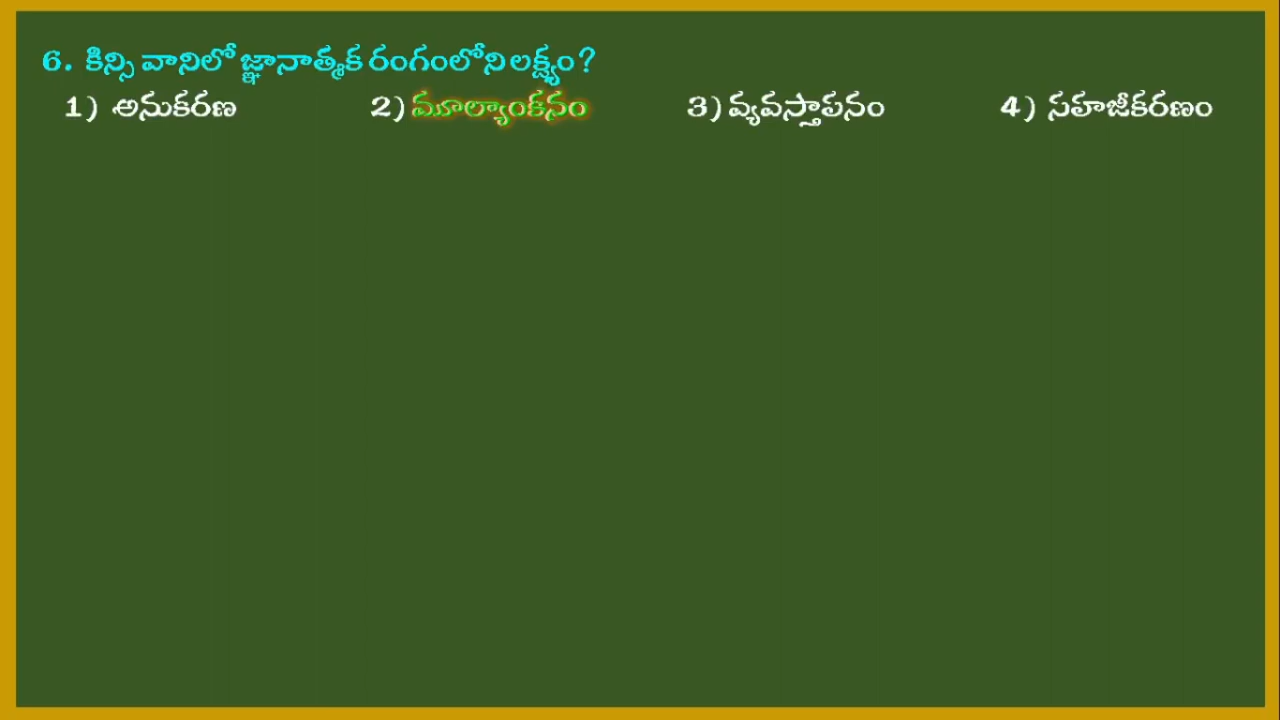 6. కిన్సి వానిలో జ్ఞానాత్మక రంగంలోని లక్ష్యం?
1) అనుకరణ 2) మూల్యాంకనం 3) వ్యవస్తాపనం 4) సహజీకరణం